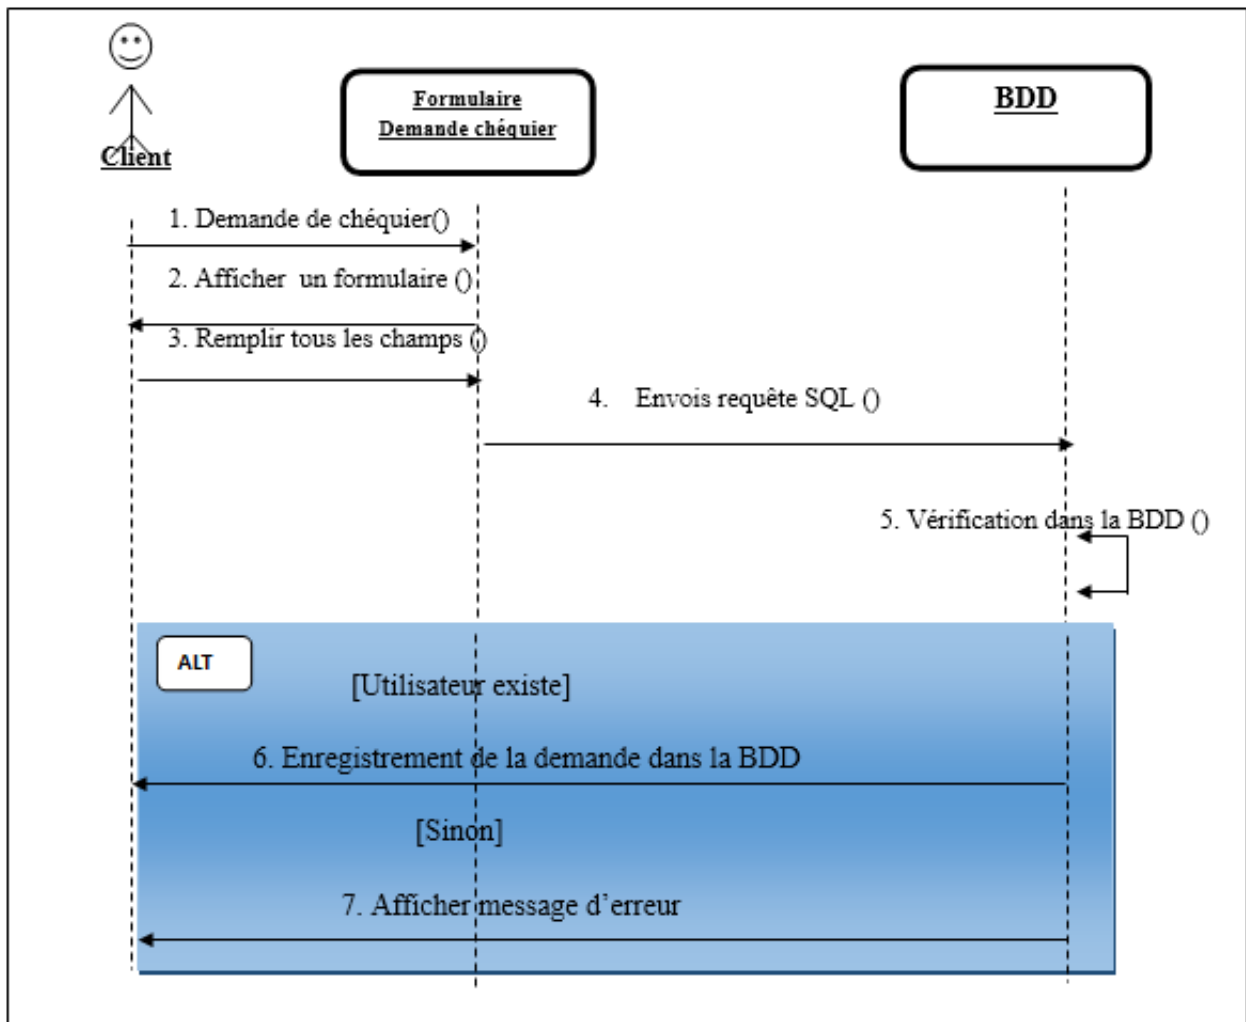 Formulaire
Demande chéquier
BDD
Client
1. Demande de chéquier()
2. Afficher un formulaire ()
3. Remplir tous les champs ()
4. Envois requête SQL ()
5. Vérification dans la BDD ()
ALT
[Utilisateur existe]
6. Enregistrement de la demande dans la BDD
[Sinon]
7. Afficher message d’erreur